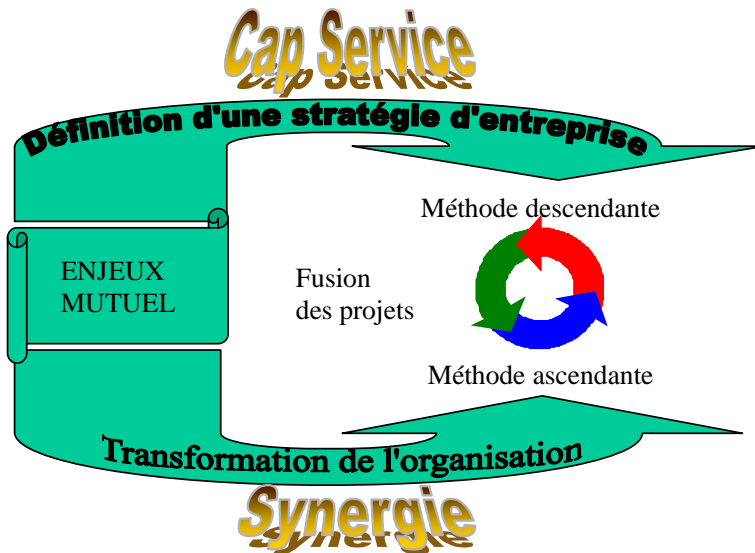 Cap Service
Définition d'une stratégie d'entreprise
Méthode descendante
ENJEUX
MUTUEL
Fusion
des projets
Méthode ascendante
Transformation de l'organisation
Synergie